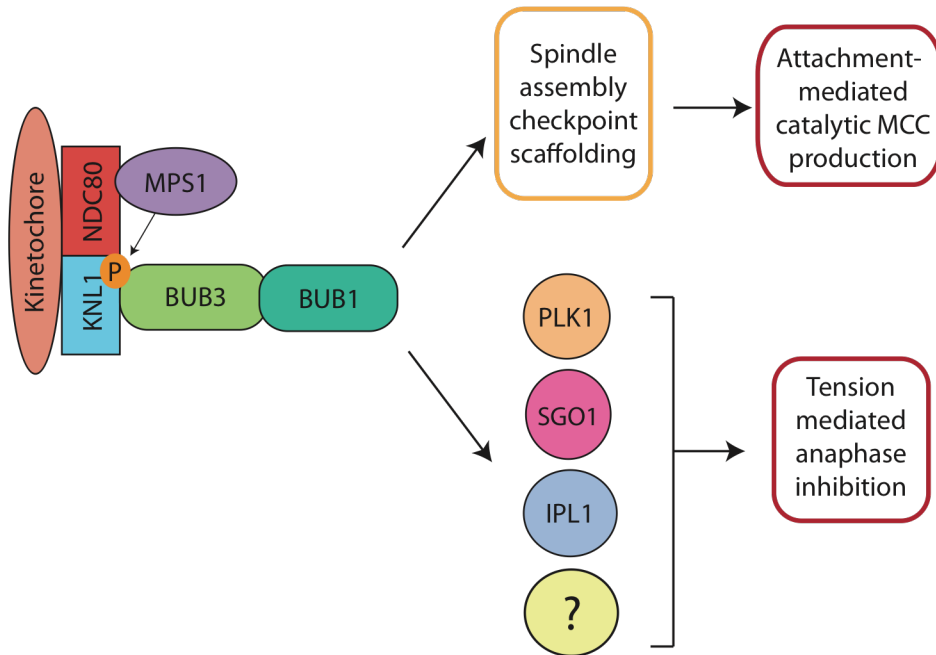 Kinetochore
NDC80
KNL1
MPS1
P
BUB3
BUB1
Spindle
assembly
checkpoint
scaffolding
Attachment-
mediated
catalytic MCC
production
PLK1
SGO1
IPL1
?
Tension
mediated
anaphase
inhibition